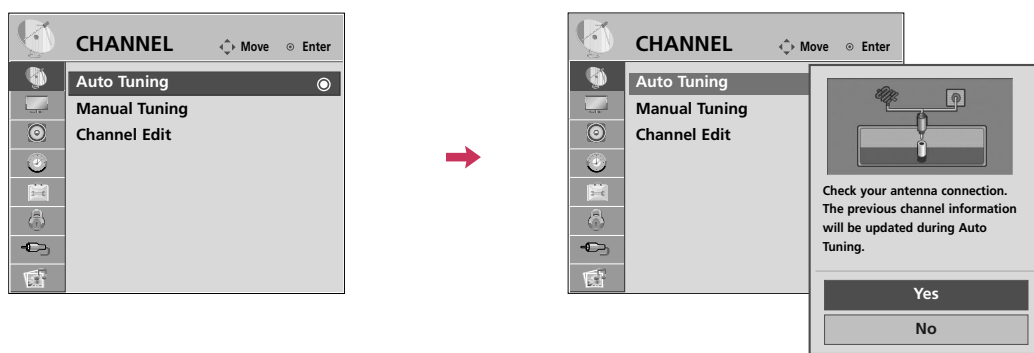 CHANNEL Move Enter
Auto Tuning
Manual Tuning
Channel Edit
CHANNEL Move Enter
Auto Tuning
Manual Tuning
Channel Edit
Check your antenna connection.
The previous channel information
will be updated during Auto
Tuning.
Yes
No